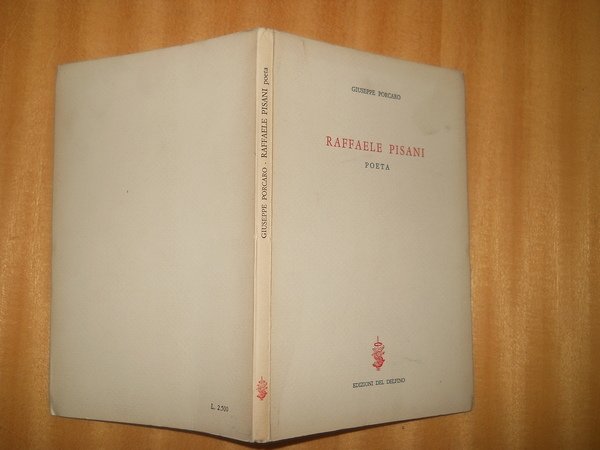 GIUSEPPE PORCARO
RAFFAELE PISANI
POETA
EDIZIONI DEL DELFINO
GIUSEPPE PORCARO - RAFFAELE PISANI poeta
L. 2.500